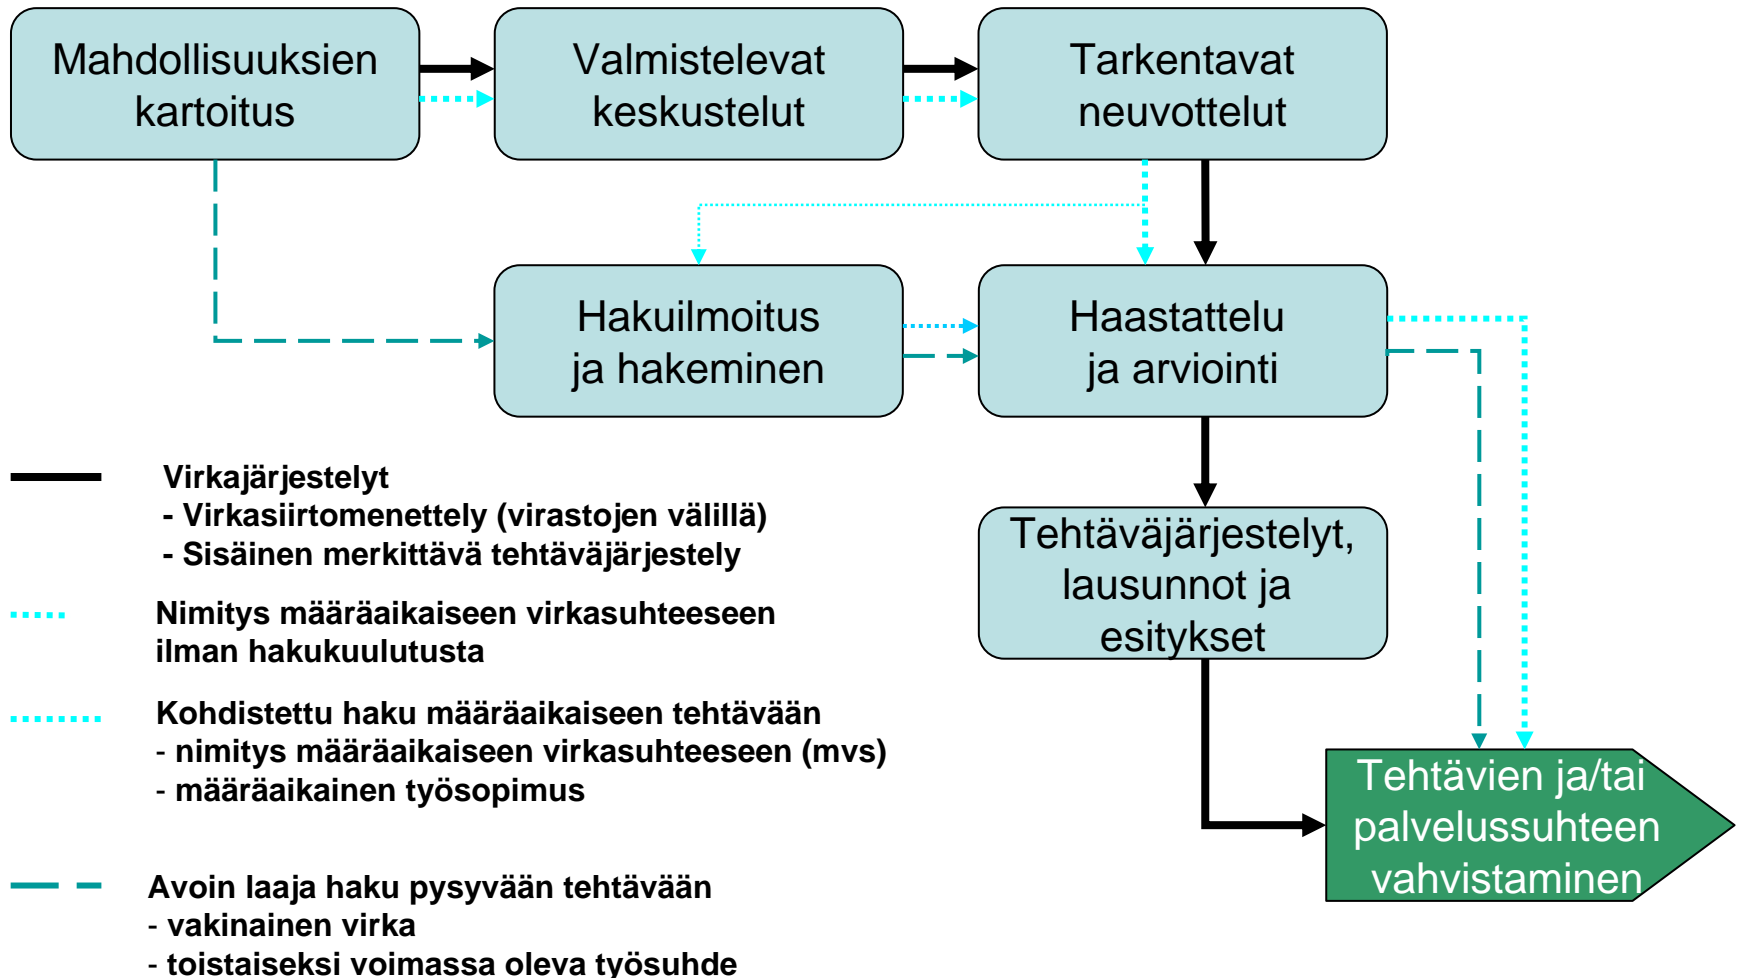 Mahdollisuuksien
kartoitus
Valmistelevat
keskustelut
Tarkentavat
neuvottelut
Hakuilmoitus
ja hakeminen
Haastattelu
ja arviointi
Virkajärjestelyt
- Virkasiirtomenettely (virastojen välillä)
- Sisäinen merkittävä tehtäväjärjestely
Tehtäväjärjestelyt,
lausunnot ja
esitykset
Nimitys määräaikaiseen virkasuhteeseen
ilman hakukuulutusta
Kohdistettu haku määräaikaiseen tehtävään
- nimitys määräaikaiseen virkasuhteeseen (mvs)
- määräaikainen työsopimus
Tehtävien ja/tai
palvelussuhteen
vahvistaminen
Avoin laaja haku pysyvään tehtävään
- vakinainen virka
- toistaiseksi voimassa oleva työsuhde